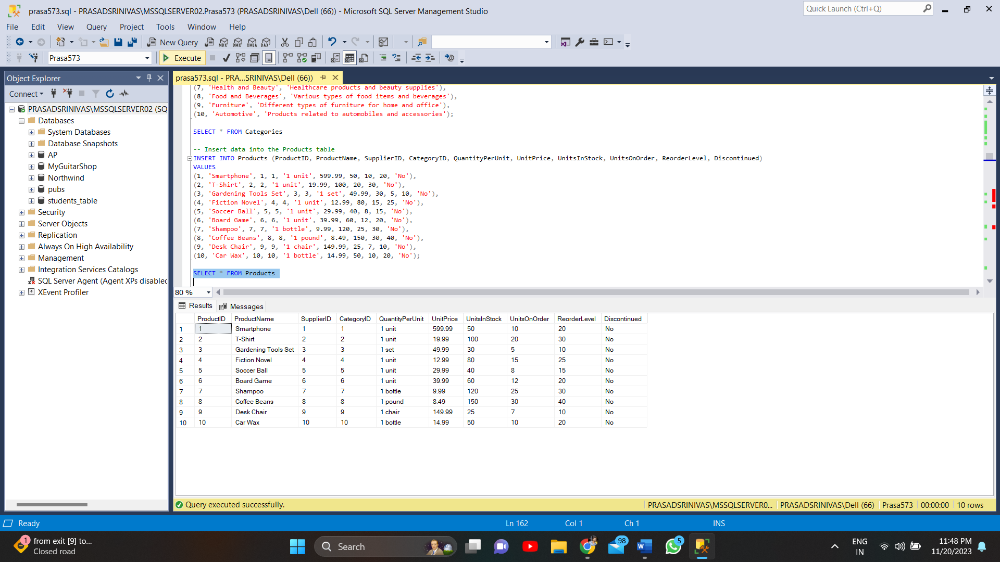 prasa573.sql - PRASADSRINIVAS\MSSQLSERVER02.Prasa573 (PRASADSRINIVAS\Dell (66)) - Microsoft SQL Server Management Studio
Quick Launch (Ctrl+Q)
File Edit View Query Project Tools Window Help
New Query MDX DMX XMLA DAX
Prasa573 Execute
Object Explorer
Connect
PRASADSRINIVAS\MSSQLSERVER02 (SQ
Databases
System Databases
Database Snapshots
AP
MyGuitarShop
Northwind
pubs
students_table
Security
Server Objects
Replication
Always On High Availability
Management
Integration Services Catalogs
SQL Server Agent (Agent XPs disabled
XEvent Profiler
prasa573.sql - PRA...SRINIVAS\Dell (66))
(7, 'Health and Beauty', 'Healthcare products and beauty supplies'),
(8, 'Food and Beverages', 'Various types of food items and beverages'),
(9, 'Furniture', 'Different types of furniture for home and office'),
(10, 'Automotive', 'Products related to automobiles and accessories');
SELECT * FROM Categories
-- Insert data into the Products table
INSERT INTO Products (ProductID, ProductName, SupplierID, CategoryID, QuantityPerUnit, UnitPrice, UnitsInStock, UnitsOnOrder, ReorderLevel, Discontinued)
VALUES
(1, 'Smartphone', 1, 1, '1 unit', 599.99, 50, 10, 20, 'No'),
(2, 'T-Shirt', 2, 2, '1 unit', 19.99, 100, 20, 30, 'No'),
(3, 'Gardening Tools Set', 3, 3, '1 set', 49.99, 30, 5, 10, 'No'),
(4, 'Fiction Novel', 4, 4, '1 unit', 12.99, 80, 15, 25, 'No'),
(5, 'Soccer Ball', 5, 5, '1 unit', 29.99, 40, 8, 15, 'No'),
(6, 'Board Game', 6, 6, '1 unit', 39.99, 60, 12, 20, 'No'),
(7, 'Shampoo', 7, 7, '1 bottle', 9.99, 120, 25, 30, 'No'),
(8, 'Coffee Beans', 8, 8, '1 pound', 8.49, 150, 30, 40, 'No'),
(9, 'Desk Chair', 9, 9, '1 chair', 149.99, 25, 7, 10, 'No'),
(10, 'Car Wax', 10, 10, '1 bottle', 14.99, 50, 10, 20, 'No');
SELECT * FROM Products
80 %
Results Messages
ProductID ProductName SupplierID CategoryID QuantityPerUnit UnitPrice UnitsInStock UnitsOnOrder ReorderLevel Discontinued
1 1 Smartphone 1 1 1 unit 599.99 50 10 20 No
2 2 T-Shirt 2 2 1 unit 19.99 100 20 30 No
3 3 Gardening Tools Set 3 3 1 set 49.99 30 5 10 No
4 4 Fiction Novel 4 4 1 unit 12.99 80 15 25 No
5 5 Soccer Ball 5 5 1 unit 29.99 40 8 15 No
6 6 Board Game 6 6 1 unit 39.99 60 12 20 No
7 7 Shampoo 7 7 1 bottle 9.99 120 25 30 No
8 8 Coffee Beans 8 8 1 pound 8.49 150 30 40 No
9 9 Desk Chair 9 9 1 chair 149.99 25 7 10 No
10 10 Car Wax 10 10 1 bottle 14.99 50 10 20 No
Query executed successfully. PRASADSRINIVAS\MSSQLSERVER0... PRASADSRINIVAS\Dell (66) Prasa573 00:00:00 10 rows
Ready Ln 162 Col 1 Ch 1 INS
1 from exit [9] to...
Closed road
Search
98
W
5
ENG
IN
11:48 PM
11/20/2023